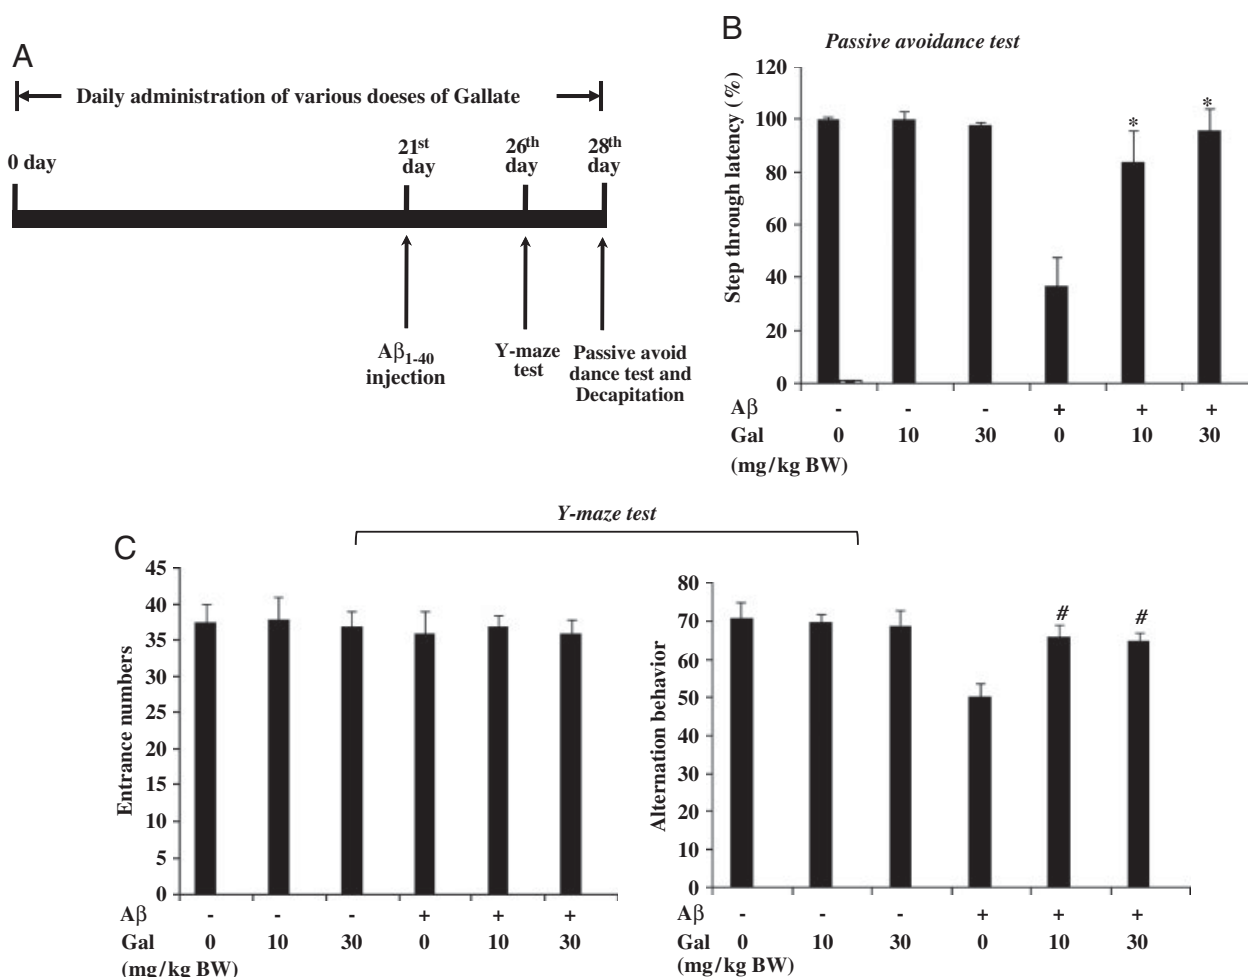 A
Daily administration of various doeses of Gallate
0 day
21st
day
26th
day
28th
day
Aβ1-40
injection
Y-maze
test
Passive avoid
dance test and
Decapitation
B
Passive avoidance test
Step through latency (%)
120
100
80
60
40
20
0
* *
Aβ - - - + + +
Gal 0 10 30 0 10 30
(mg/kg BW)
C
Y-maze test
Entrance numbers
45
40
35
30
25
20
15
10
5
0
Aβ - - - + + +
Gal 0 10 30 0 10 30
(mg/kg BW)
Alternation behavior
80
70
60
50
40
30
20
10
0
# #
Aβ - - - + + +
Gal 0 10 30 0 10 30
(mg/kg BW)